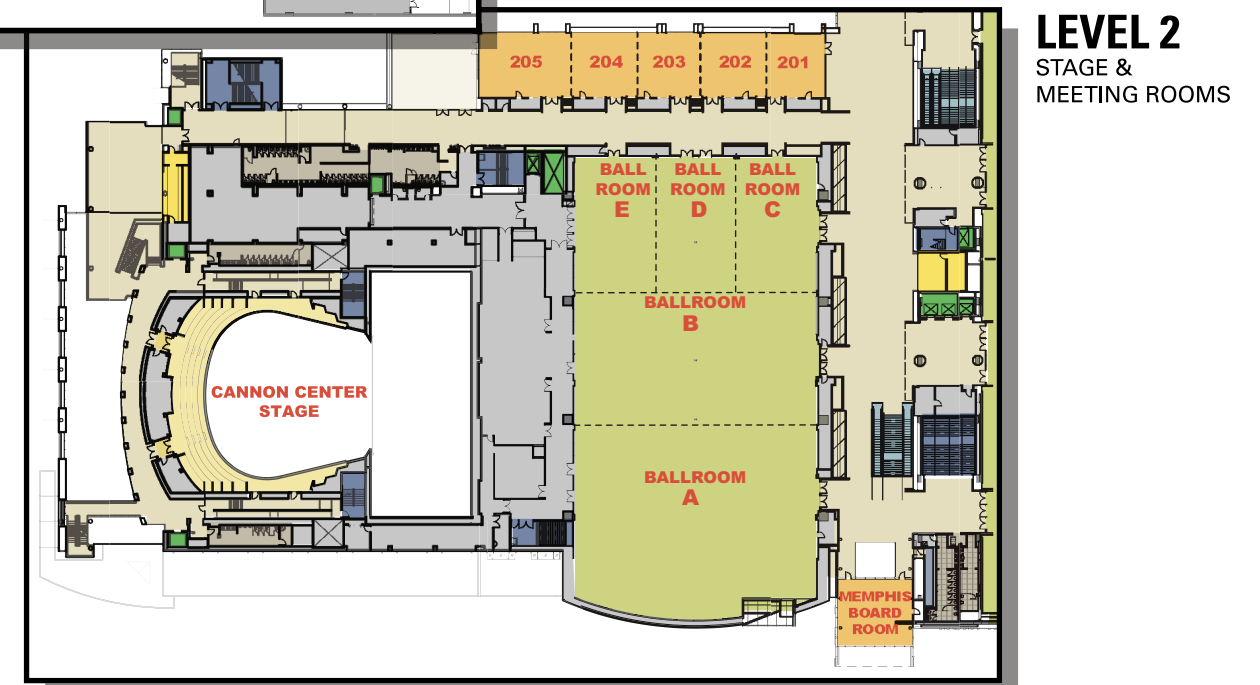 LEVEL 2
STAGE &
MEETING ROOMS
205
204
203
202
201
BALL
ROOM
E
BALL
ROOM
D
BALL
ROOM
C
BALLROOM
B
CANNON CENTER
STAGE
BALLROOM
A
MEMPHIS
BOARD
ROOM